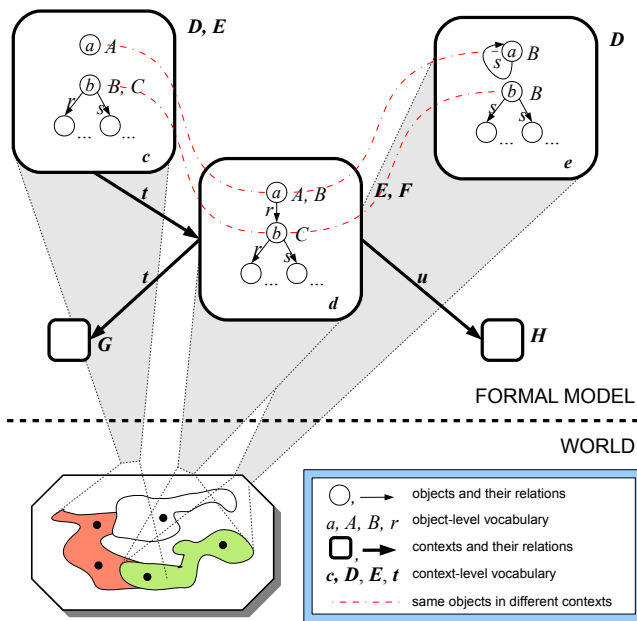 D, E
a A
b B, C
r s
... ...
c
a B
s
b B
s s
... ...
e
D
t
a A, B
r
b C
r s
... ...
d
E, F
t
u
G
H
FORMAL MODEL
WORLD
, objects and their relations
a, A, B, r object-level vocabulary
, contexts and their relations
c, D, E, t context-level vocabulary
same objects in different contexts